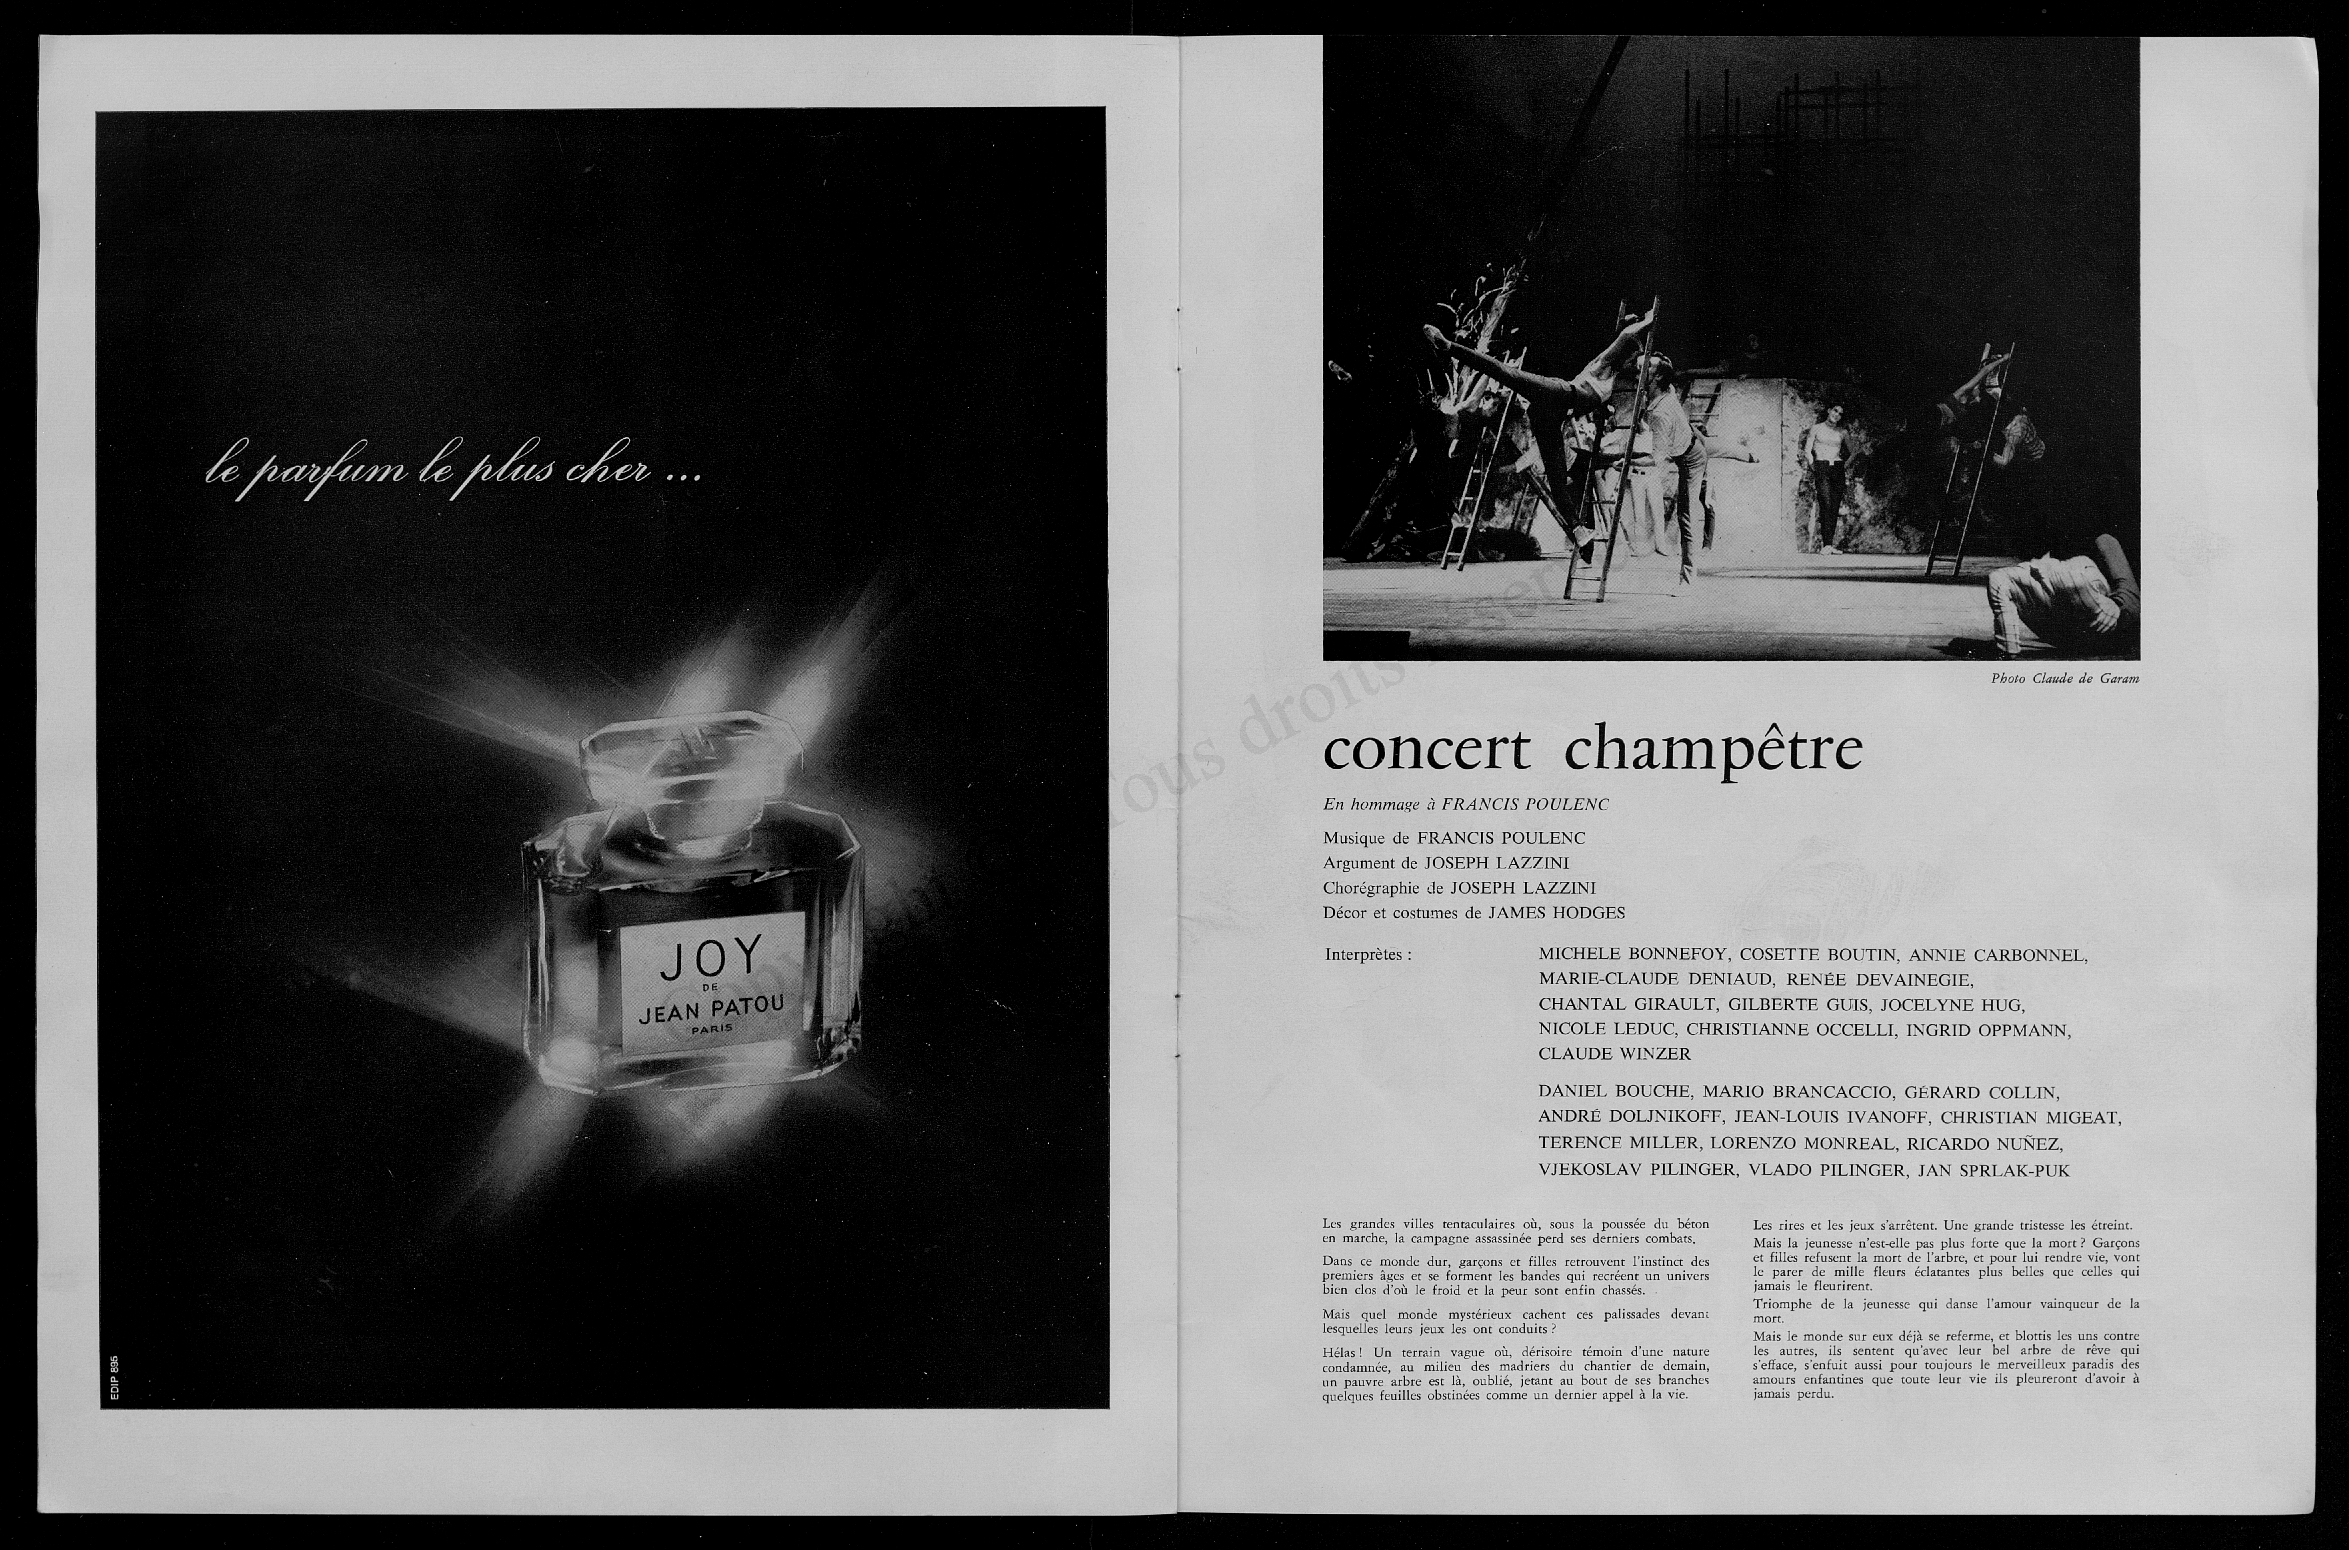 le parfum le plus cher ...
JOY
DE
JEAN PATOU
PARIS
EDIP 895
Photo Claude de Garam
concert champêtre
En hommage à FRANCIS POULENC
Musique de FRANCIS POULENC
Argument de JOSEPH LAZZINI
Chorégraphie de JOSEPH LAZZINI
Décor et costumes de JAMES HODGES
Interprètes :
MICHELE BONNEFOY, COSETTE BOUTIN, ANNIE CARBONNEL,
MARIE-CLAUDE DENIAUD, RENÉE DEVAINEGIE,
CHANTAL GIRAULT, GILBERTE GUIS, JOCELYNE HUG,
NICOLE LEDUC, CHRISTIANNE OCCELLI, INGRID OPPMANN,
CLAUDE WINZER
DANIEL BOUCHE, MARIO BRANCACCIO, GÉRARD COLLIN,
ANDRÉ DOLJNIKOFF, JEAN-LOUIS IVANOFF, CHRISTIAN MIGEAT,
TERENCE MILLER, LORENZO MONREAL, RICARDO NUÑEZ,
VJEKOSLAV PILINGER, VLADO PILINGER, JAN SPRLAK-PUK
Les grandes villes tentaculaires où, sous la poussée du béton
en marche, la campagne assassinée perd ses derniers combats.
Dans ce monde dur, garçons et filles retrouvent l'instinct des
premiers âges et se forment les bandes qui recréent un univers
bien clos d'où le froid et la peur sont enfin chassés.
Mais quel monde mystérieux cachent ces palissades devant
lesquelles leurs jeux les ont conduits ?
Hélas ! Un terrain vague où, dérisoire témoin d'une nature
condamnée, au milieu des madriers du chantier de demain,
un pauvre arbre est là, oublié, jetant au bout de ses branches
quelques feuilles obstinées comme un dernier appel à la vie.
Les rires et les jeux s'arrêtent. Une grande tristesse les étreint.
Mais la jeunesse n'est-elle pas plus forte que la mort ? Garçons
et filles refusent la mort de l'arbre, et pour lui rendre vie, vont
le parer de mille fleurs éclatantes plus belles que celles qui
jamais le fleurirent.
Triomphe de la jeunesse qui danse l'amour vainqueur de la
mort.
Mais le monde sur eux déjà se referme, et blottis les uns contre
les autres, ils sentent qu'avec leur bel arbre de rêve qui
s'efface, s'enfuit aussi pour toujours le merveilleux paradis des
amours enfantines que toute leur vie ils pleureront d'avoir à
jamais perdu.
Tous droits